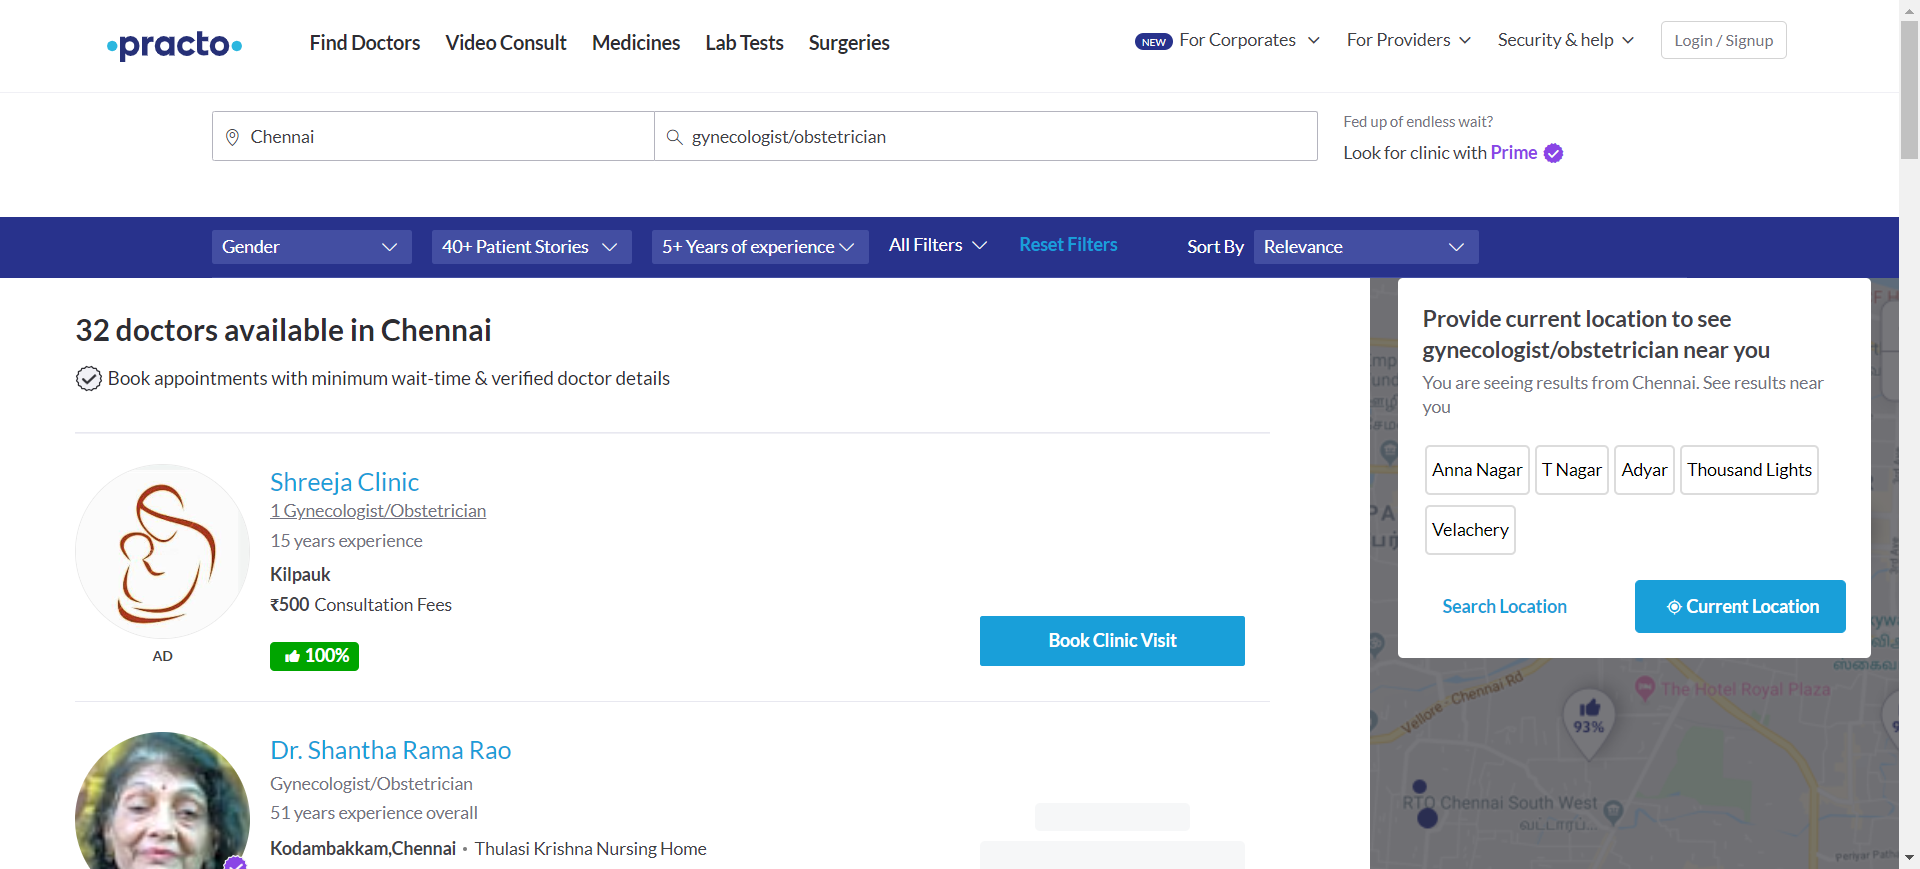 practo
Find Doctors
Video Consult
Medicines
Lab Tests
Surgeries
NEW For Corporates
For Providers
Security & help
Login / Signup
Chennai
gynecologist/obstetrician
Fed up of endless wait?
Look for clinic with Prime
Gender
40+ Patient Stories
5+ Years of experience
All Filters
Reset Filters
Sort By
Relevance
32 doctors available in Chennai
Book appointments with minimum wait-time & verified doctor details
Shreeja Clinic
1 Gynecologist/Obstetrician
15 years experience
Kilpauk
₹500 Consultation Fees
AD
100%
Book Clinic Visit
Dr. Shantha Rama Rao
Gynecologist/Obstetrician
51 years experience overall
Kodambakkam,Chennai • Thulasi Krishna Nursing Home
Provide current location to see
gynecologist/obstetrician near you
You are seeing results from Chennai. See results near
you
Anna Nagar
T Nagar
Adyar
Thousand Lights
Velachery
Search Location
Current Location
The Hotel Royal Plaza
Vellore - Chennai Rd
93%
RTO Chennai South West
வட்டாரப்...